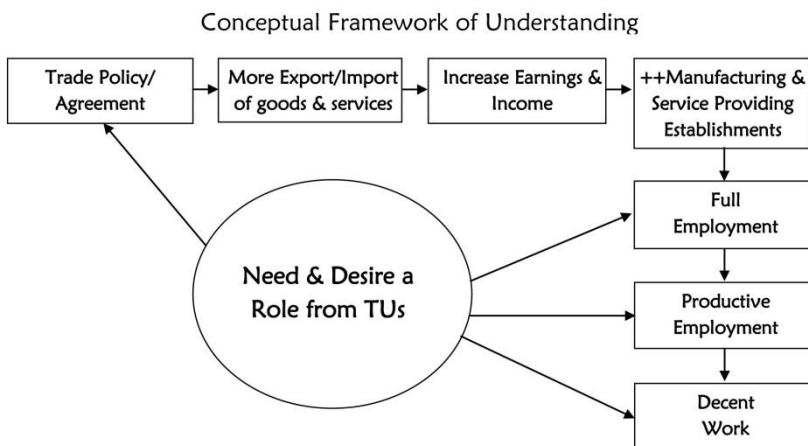 Conceptual Framework of Understanding
Trade Policy/
Agreement
More Export/Import
of goods & services
Increase Earnings &
Income
++Manufacturing &
Service Providing
Establishments
Full
Employment
Need & Desire a
Role from TUs
Productive
Employment
Decent
Work